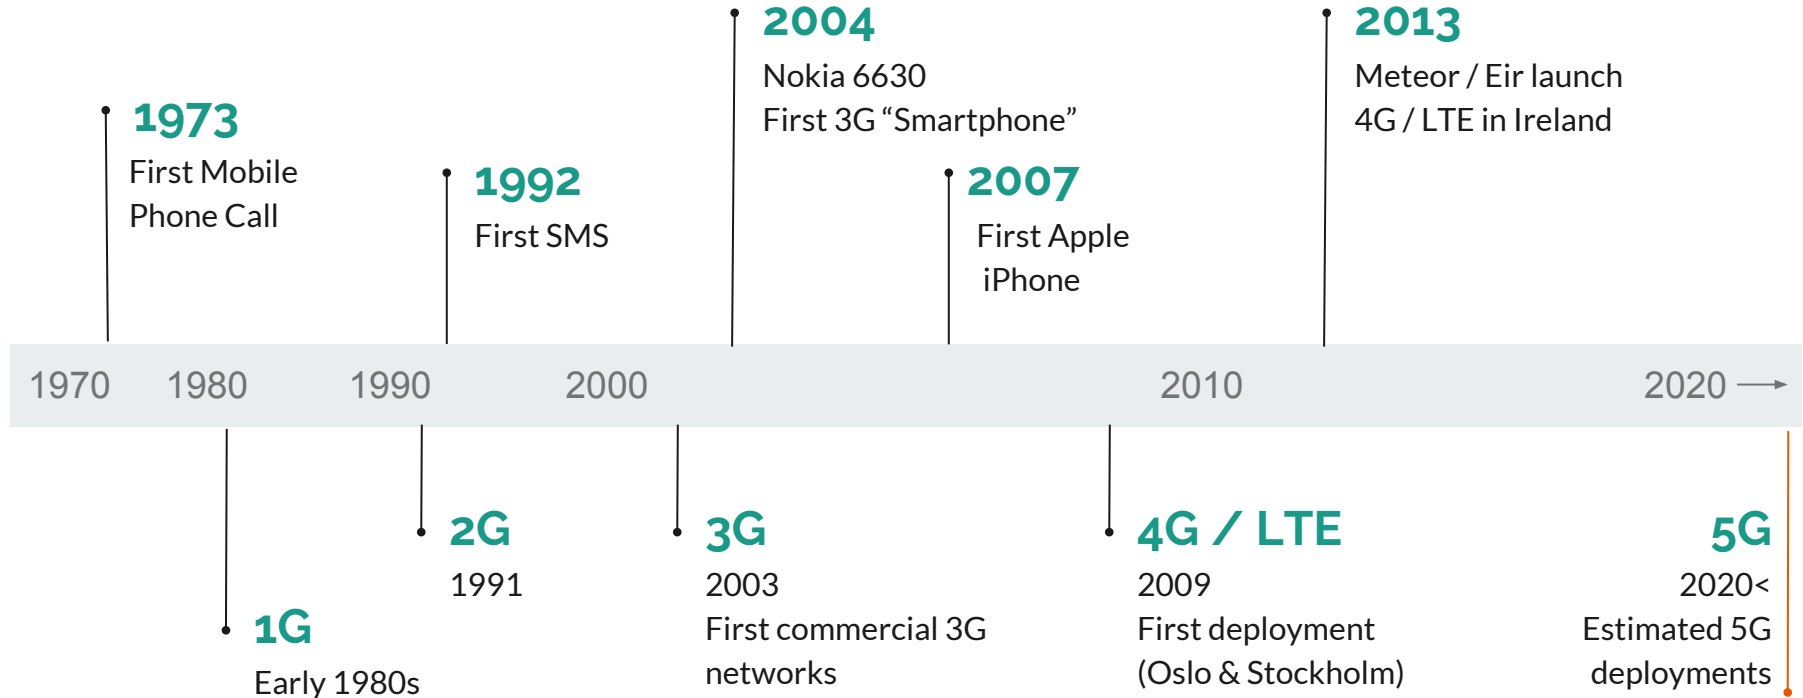 2004
Nokia 6630
First 3G “Smartphone”
2013
Meteor / Eir launch
4G / LTE in Ireland
1973
First Mobile
Phone Call
1992
First SMS
2007
First Apple
iPhone
1970 1980 1990 2000 2010 2020
1G
Early 1980s
2G
1991
3G
2003
First commercial 3G
networks
4G / LTE
2009
First deployment
(Oslo & Stockholm)
5G
2020<
Estimated 5G
deployments